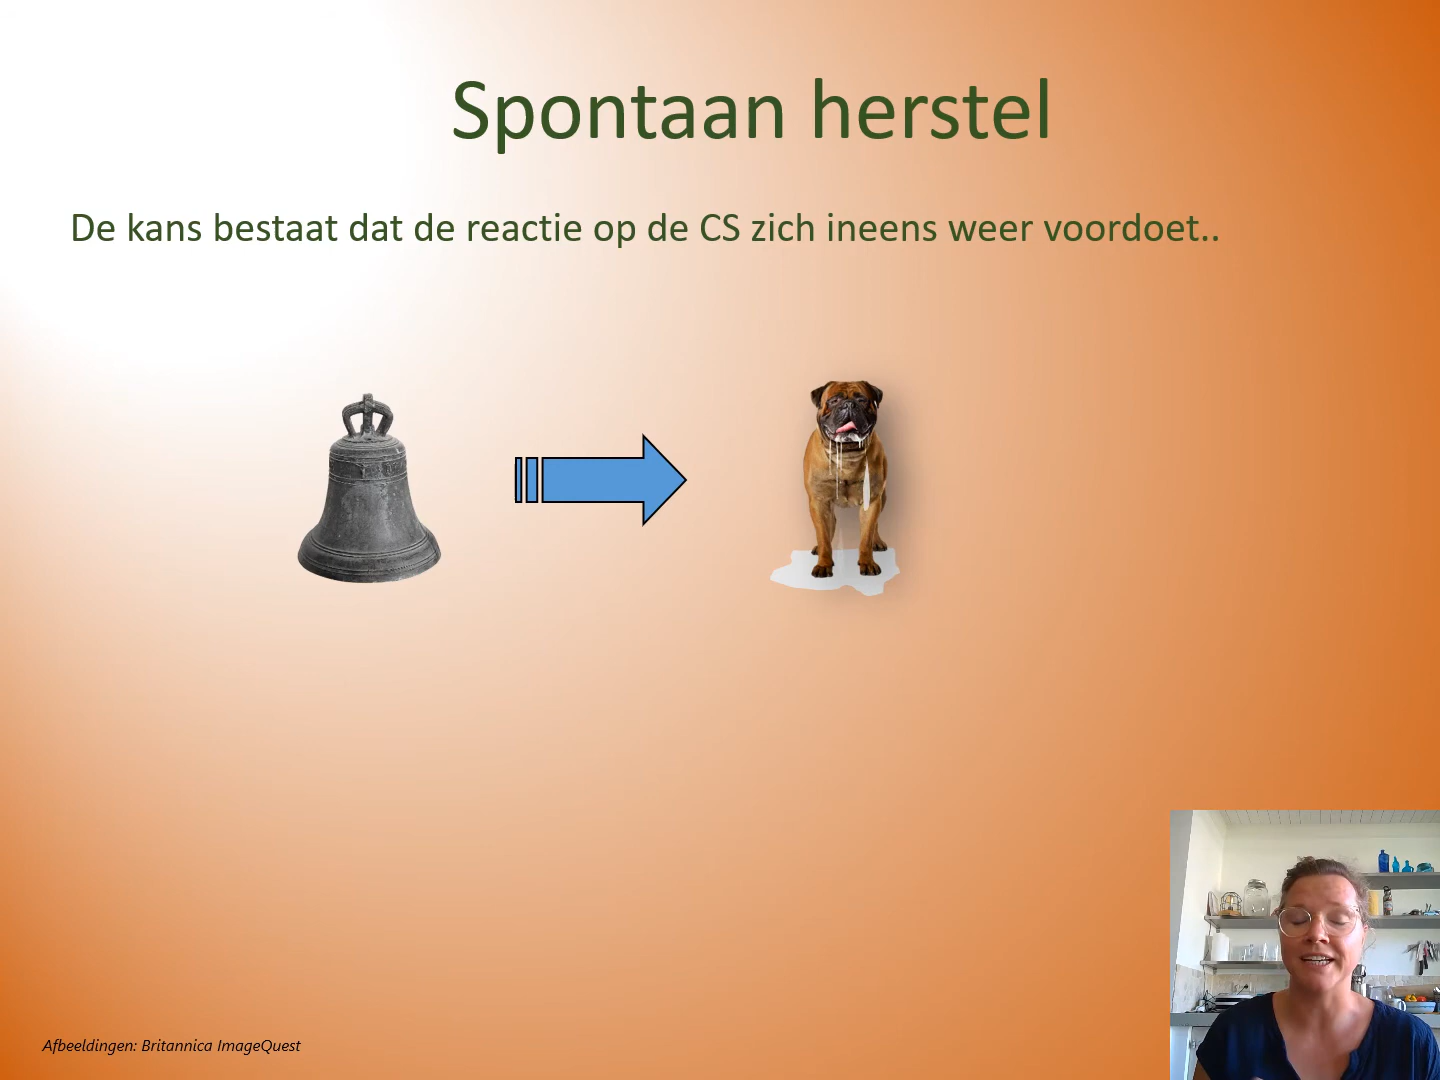 Spontaan herstel
De kans bestaat dat de reactie op de CS zich ineens weer voordoet..
Afbeeldingen: Britannica ImageQuest